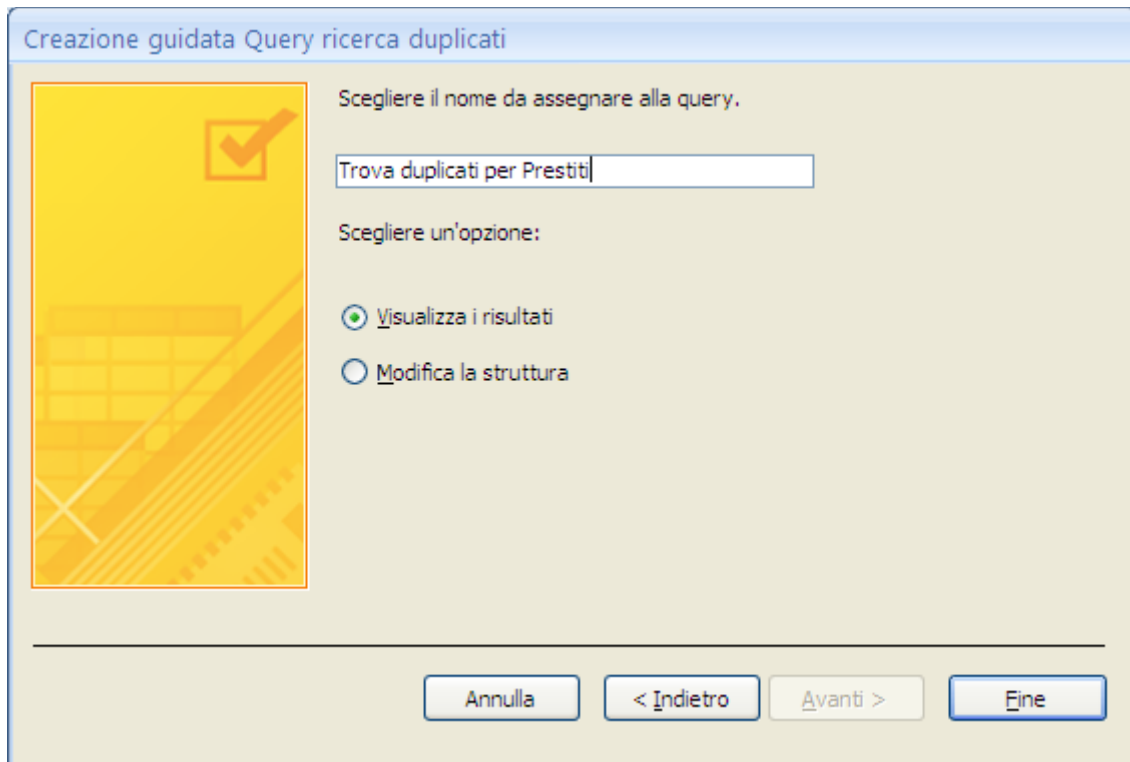 Creazione guidata Query ricerca duplicati
Scegliere il nome da assegnare alla query.
Trova duplicati per Prestiti
Scegliere un'opzione:
Visualizza i risultati
Modifica la struttura
Annulla
< Indietro
Avanti >
Fine